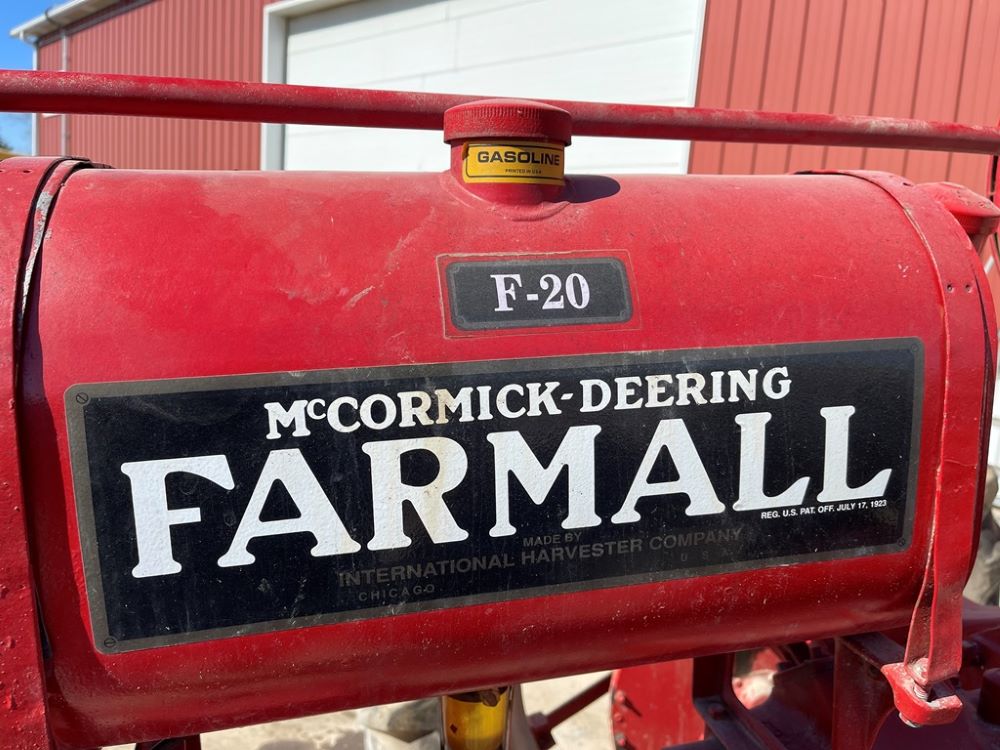 GASOLINE
PRINTED IN U.S.A.
F-20
McCORMICK-DEERING
FARMALL
REG. U.S. PAT. OFF. JULY 17, 1923
MADE BY
INTERNATIONAL HARVESTER COMPANY
CHICAGO U S A